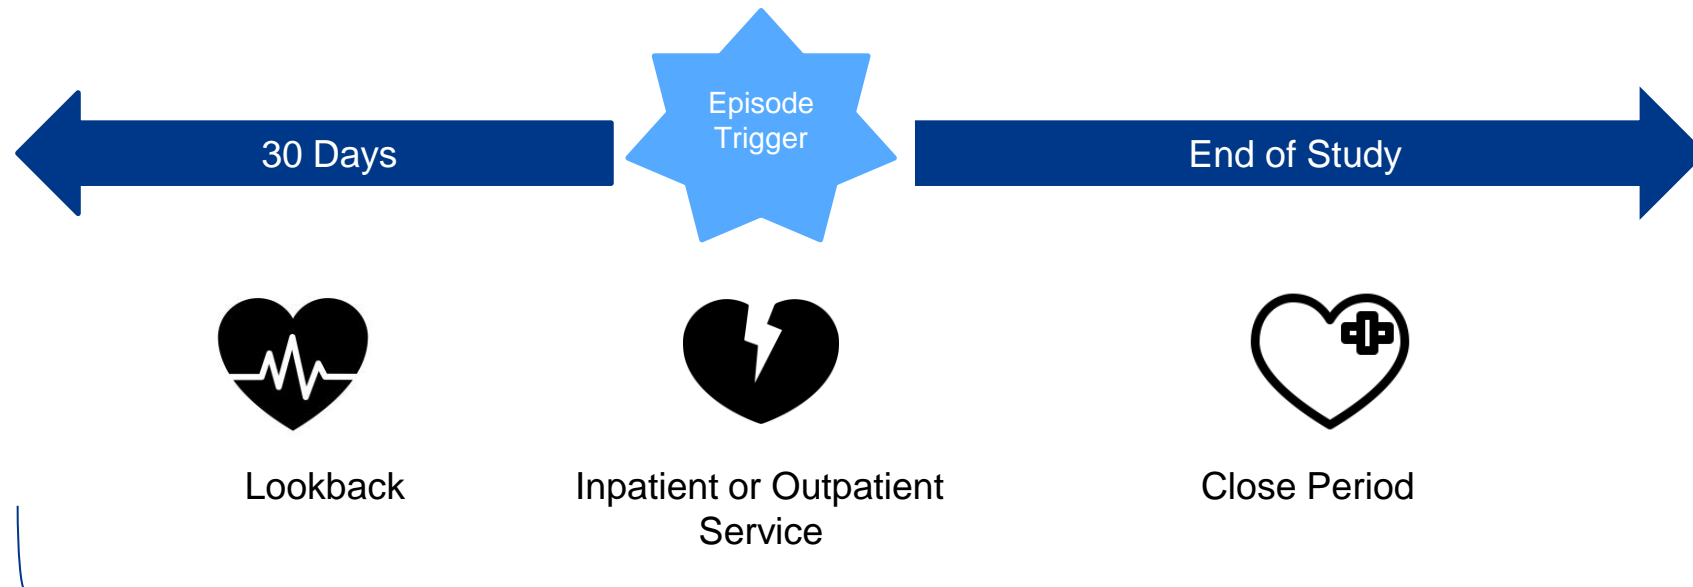 Episode
Trigger
30 Days
End of Study
Lookback
Inpatient or Outpatient
Service
Close Period